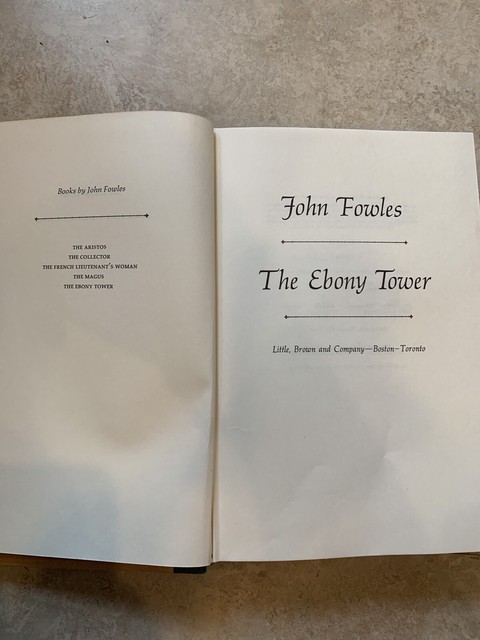 Books by John Fowles
THE ARISTOS
THE COLLECTOR
THE FRENCH LIEUTENANT'S WOMAN
THE MAGUS
THE EBONY TOWER
John Fowles
The Ebony Tower
Little, Brown and Company—Boston–Toronto